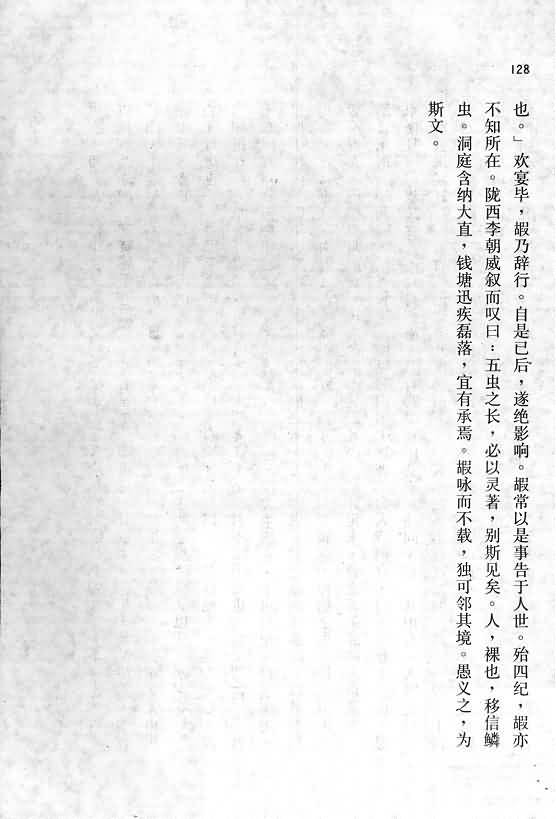 128
也。」欢宴毕，嘏乃辞行。自是已后，遂绝影响。嘏常以是事告于人世。殆四纪，嘏亦
不知所在。陇西李朝威叙而叹曰：五虫之长，必以灵著，别斯见矣。人，裸也，移信鳞
虫。洞庭含纳大直，钱塘迅疾磊落，宜有承焉。嘏咏而不载，独可邻其境。愚义之，为
斯文。